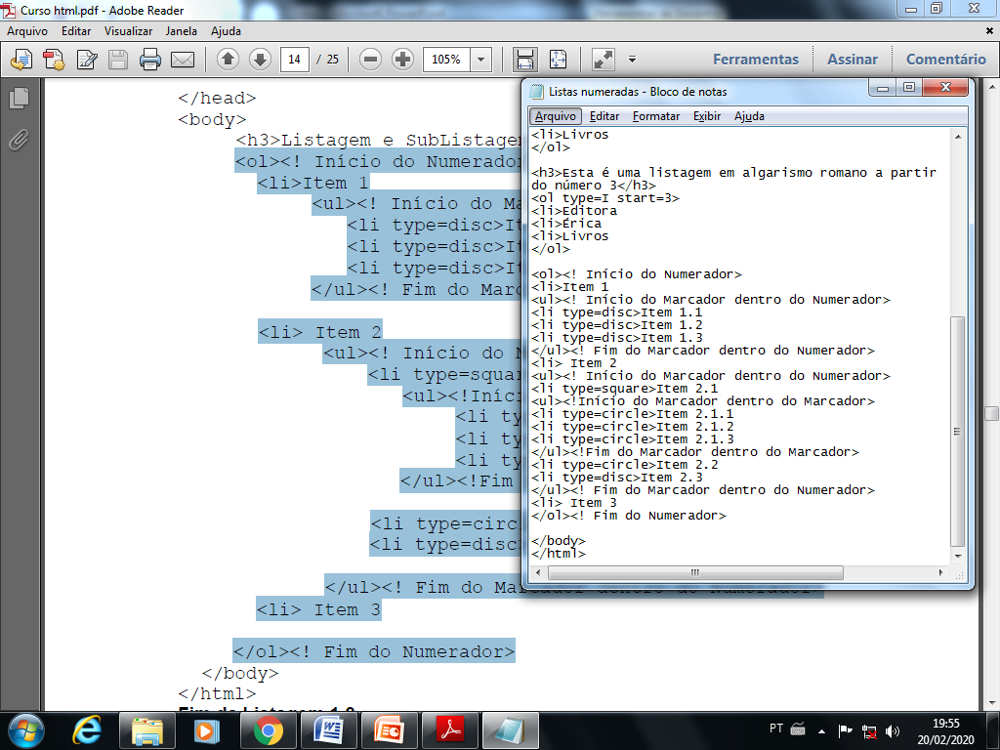 Curso html.pdf - Adobe Reader
Arquivo Editar Visualizar Janela Ajuda
14 / 25 105% Ferramentas Assinar Comentário
</head>
<body>
<h3>Listagem e SubListagem
<ol><! Início do Numerador
<li>Item 1
<ul><! Início do Ma
<li type=disc>It
<li type=disc>It
<li type=disc>It
</ul><! Fim do Marc
<li> Item 2
<ul><! Início do M
<li type=squar
<ul><!Iníci
<li ty
<li ty
<li ty
</ul><!Fim
<li type=circ
<li type=disc
</ul><! Fim do Marcador dentro do Numerador>
<li> Item 3
</ol><! Fim do Numerador>
</body>
</html>
Listas numeradas - Bloco de notas
Arquivo Editar Formatar Exibir Ajuda
<li>Livros
</ol>
<h3>Esta é uma listagem em algarismo romano a partir
do número 3</h3>
<ol type=I start=3>
<li>Editora
<li>Érica
<li>Livros
</ol>
<ol><! Início do Numerador>
<li>Item 1
<ul><! Início do Marcador dentro do Numerador>
<li type=disc>Item 1.1
<li type=disc>Item 1.2
<li type=disc>Item 1.3
</ul><! Fim do Marcador dentro do Numerador>
<li> Item 2
<ul><! Início do Marcador dentro do Numerador>
<li type=square>Item 2.1
<ul><!Início do Marcador dentro do Marcador>
<li type=circle>Item 2.1.1
<li type=circle>Item 2.1.2
<li type=circle>Item 2.1.3
</ul><!Fim do Marcador dentro do Marcador>
<li type=circle>Item 2.2
<li type=disc>Item 2.3
</ul><! Fim do Marcador dentro do Numerador>
<li> Item 3
</ol><! Fim do Numerador>
</body>
</html>
PT
19:55
20/02/2020